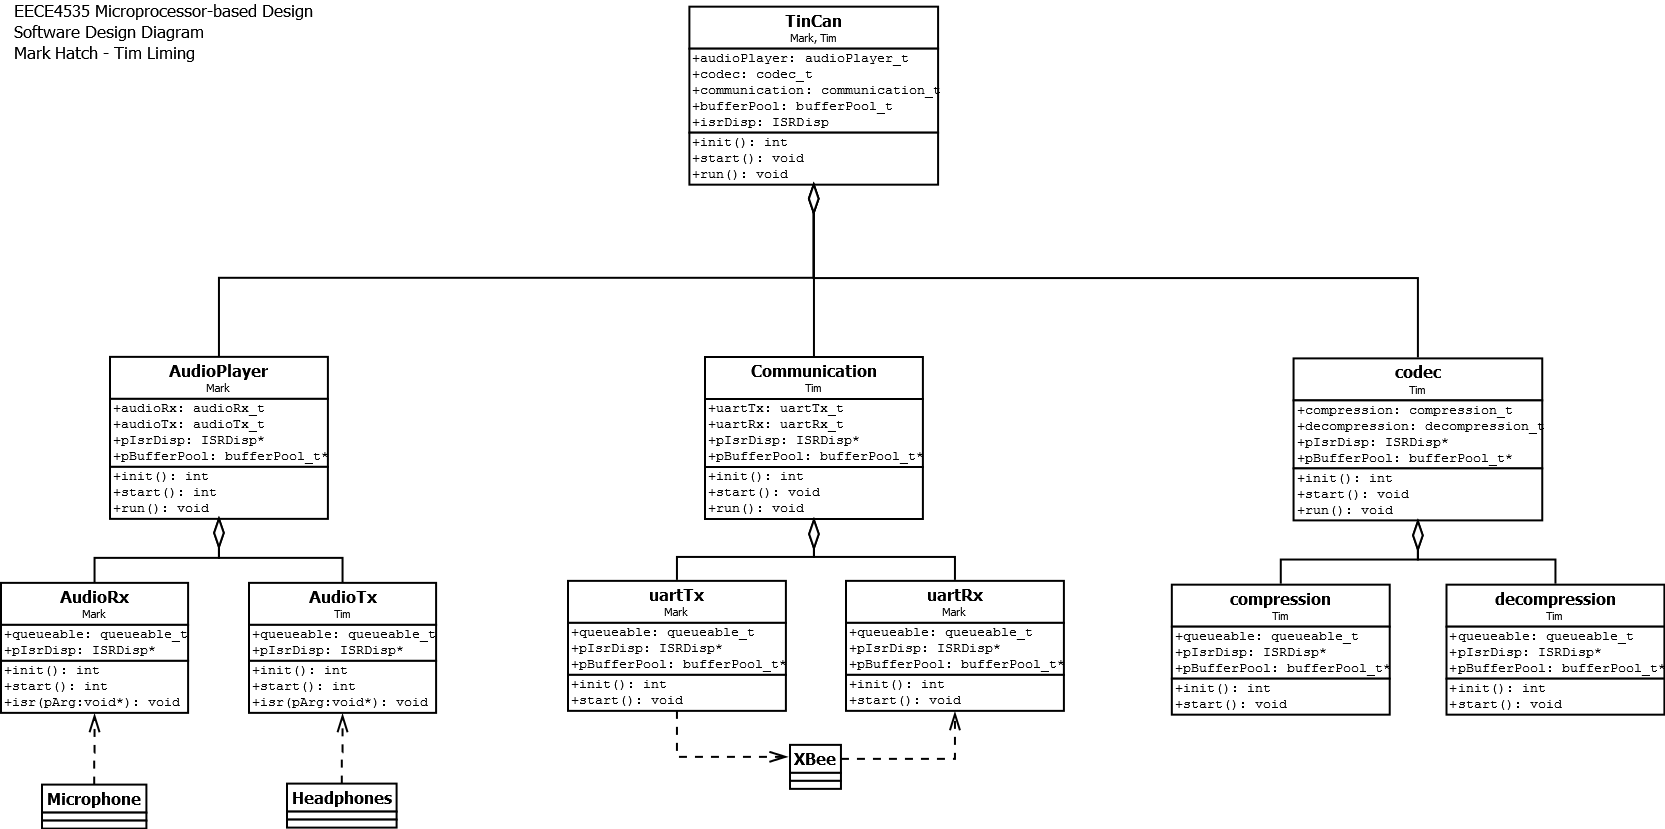 EECE4535 Microprocessor-based Design
Software Design Diagram
Mark Hatch - Tim Liming
TinCan
Mark, Tim
+audioPlayer: audioPlayer_t
+codec: codec_t
+communication: communication_t
+bufferPool: bufferPool_t
+isrDisp: ISRDisp
+init(): int
+start(): void
+run(): void
AudioPlayer
Mark
+audioRx: audioRx_t
+audioTx: audioTx_t
+pIsrDisp: ISRDisp*
+pBufferPool: bufferPool_t*
+init(): int
+start(): int
+run(): void
Communication
Tim
+uartTx: uartTx_t
+uartRx: uartRx_t
+pIsrDisp: ISRDisp*
+pBufferPool: bufferPool_t*
+init(): int
+start(): void
+run(): void
codec
Tim
+compression: compression_t
+decompression: decompression_t
+pIsrDisp: ISRDisp*
+pBufferPool: bufferPool_t*
+init(): int
+start(): void
+run(): void
AudioRx
Mark
+queueable: queueable_t
+pIsrDisp: ISRDisp*
+init(): int
+start(): int
+isr(pArg:void*): void
AudioTx
Tim
+queueable: queueable_t
+pIsrDisp: ISRDisp*
+init(): int
+start(): int
+isr(pArg:void*): void
uartTx
Mark
+queueable: queueable_t
+pIsrDisp: ISRDisp*
+pBufferPool: bufferPool_t*
+init(): int
+start(): void
uartRx
Mark
+queueable: queueable_t
+pIsrDisp: ISRDisp*
+pBufferPool: bufferPool_t*
+init(): int
+start(): void
compression
Tim
+queueable: queueable_t
+pIsrDisp: ISRDisp*
+pBufferPool: bufferPool_t*
+init(): int
+start(): void
decompression
Tim
+queueable: queueable_t
+pIsrDisp: ISRDisp*
+pBufferPool: bufferPool_t*
+init(): int
+start(): void
Microphone
Headphones
XBee